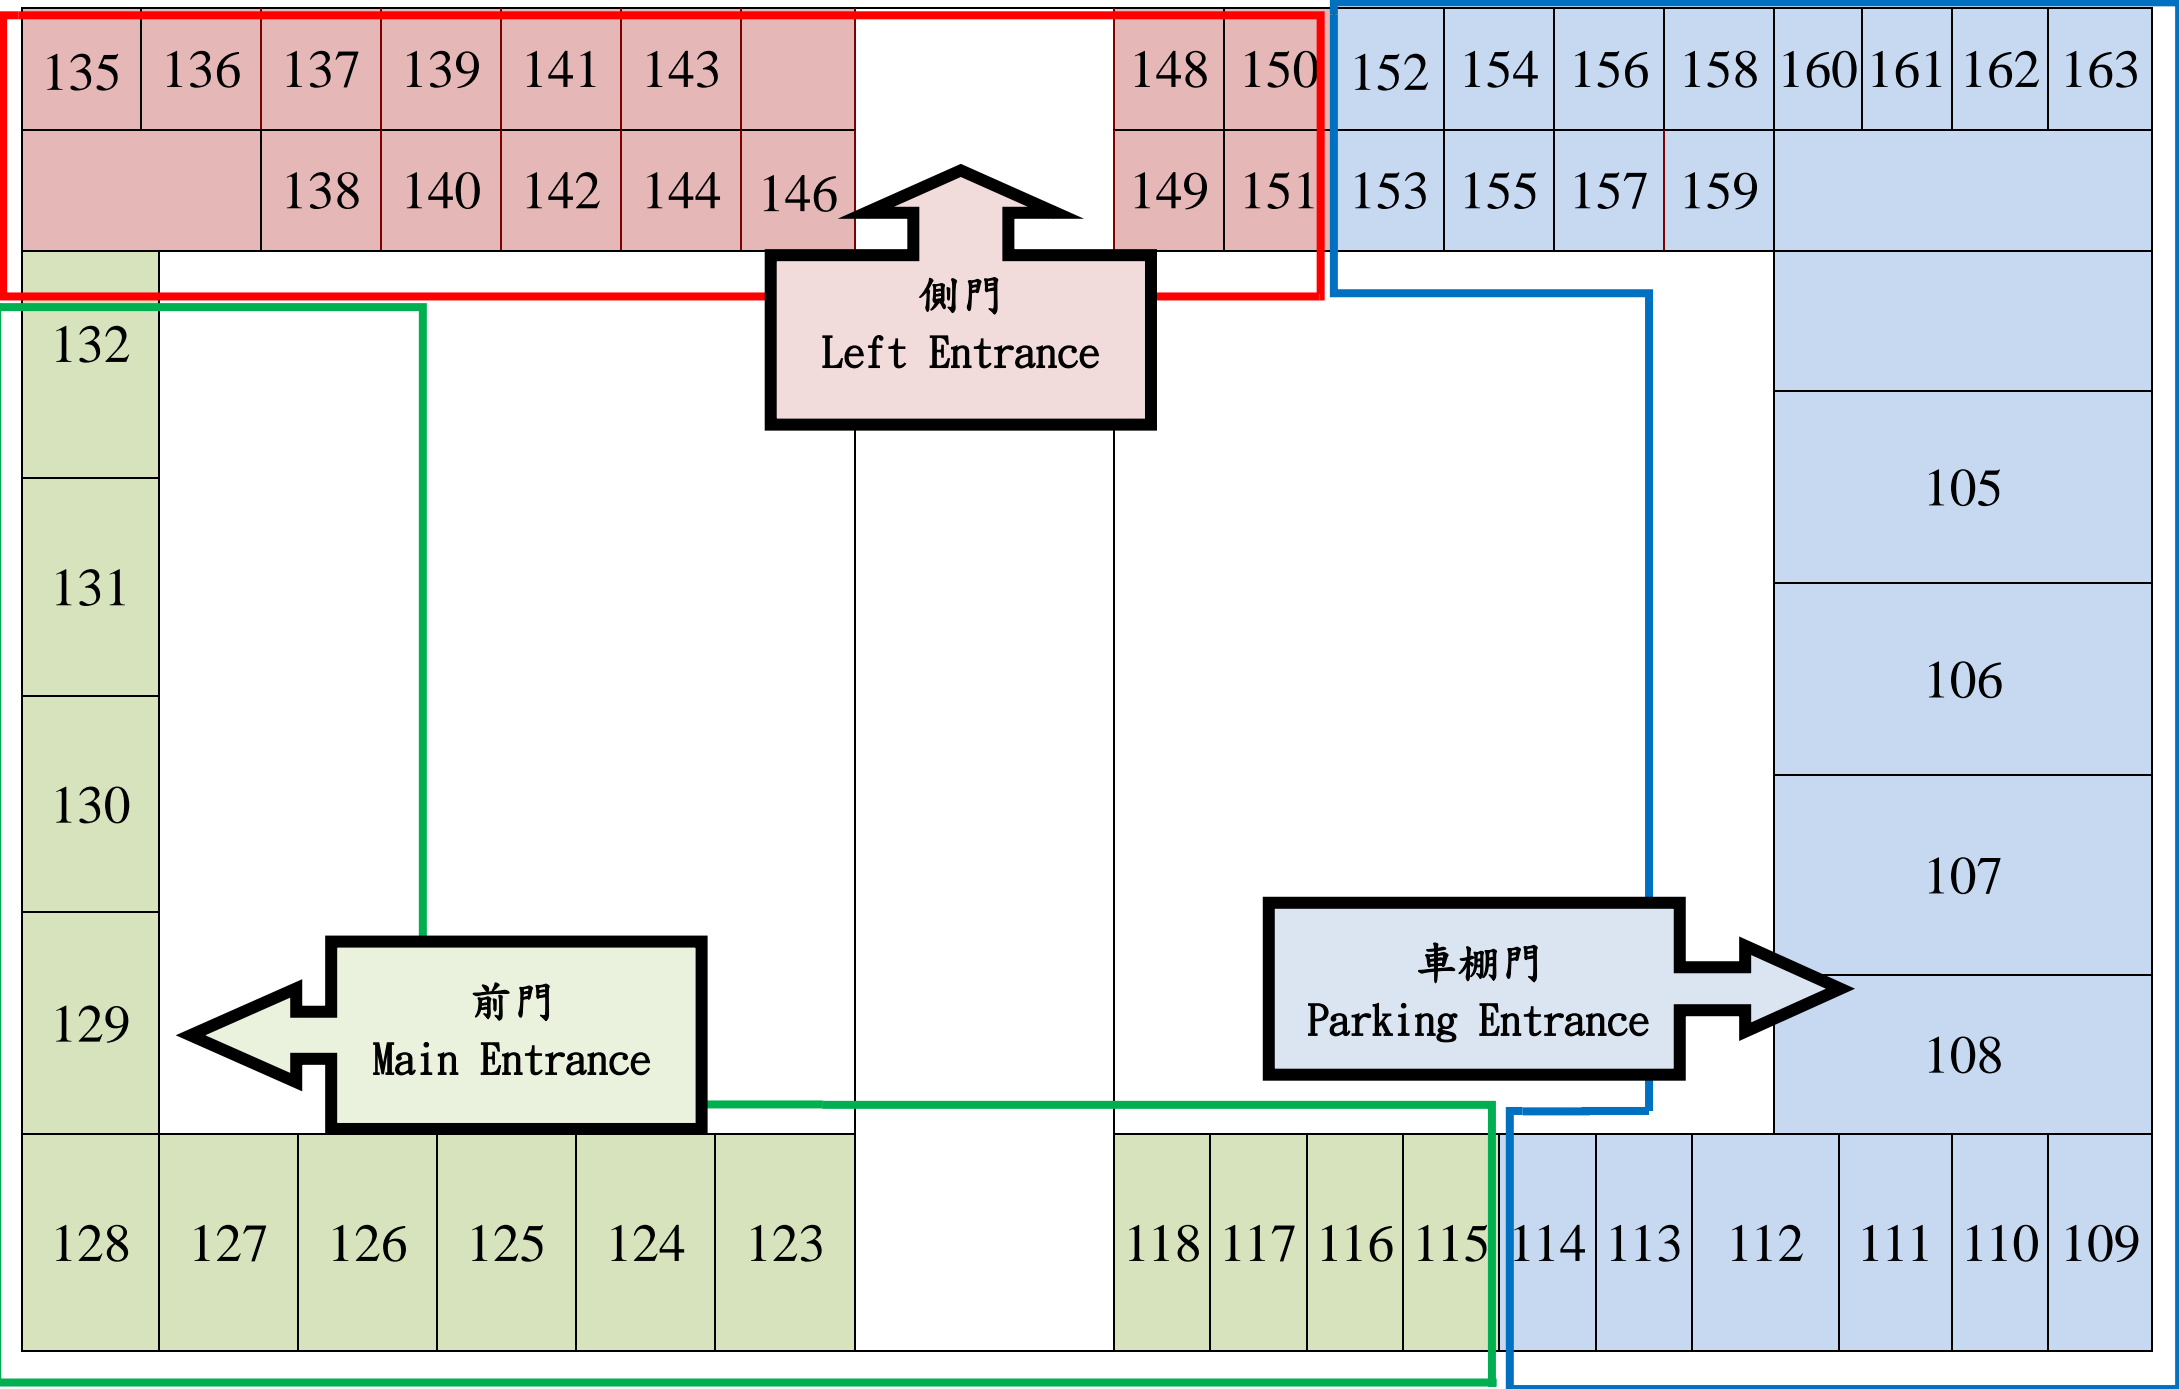 135 136 137 139 141 143 148 150 152 154 156 158 160 161 162 163
138 140 142 144 146 149 151 153 155 157 159
側門
Left Entrance
132
105
131
106
130
107
車棚門
Parking Entrance
前門
Main Entrance
129
108
128 127 126 125 124 123 118 117 116 115 114 113 112 111 110 109